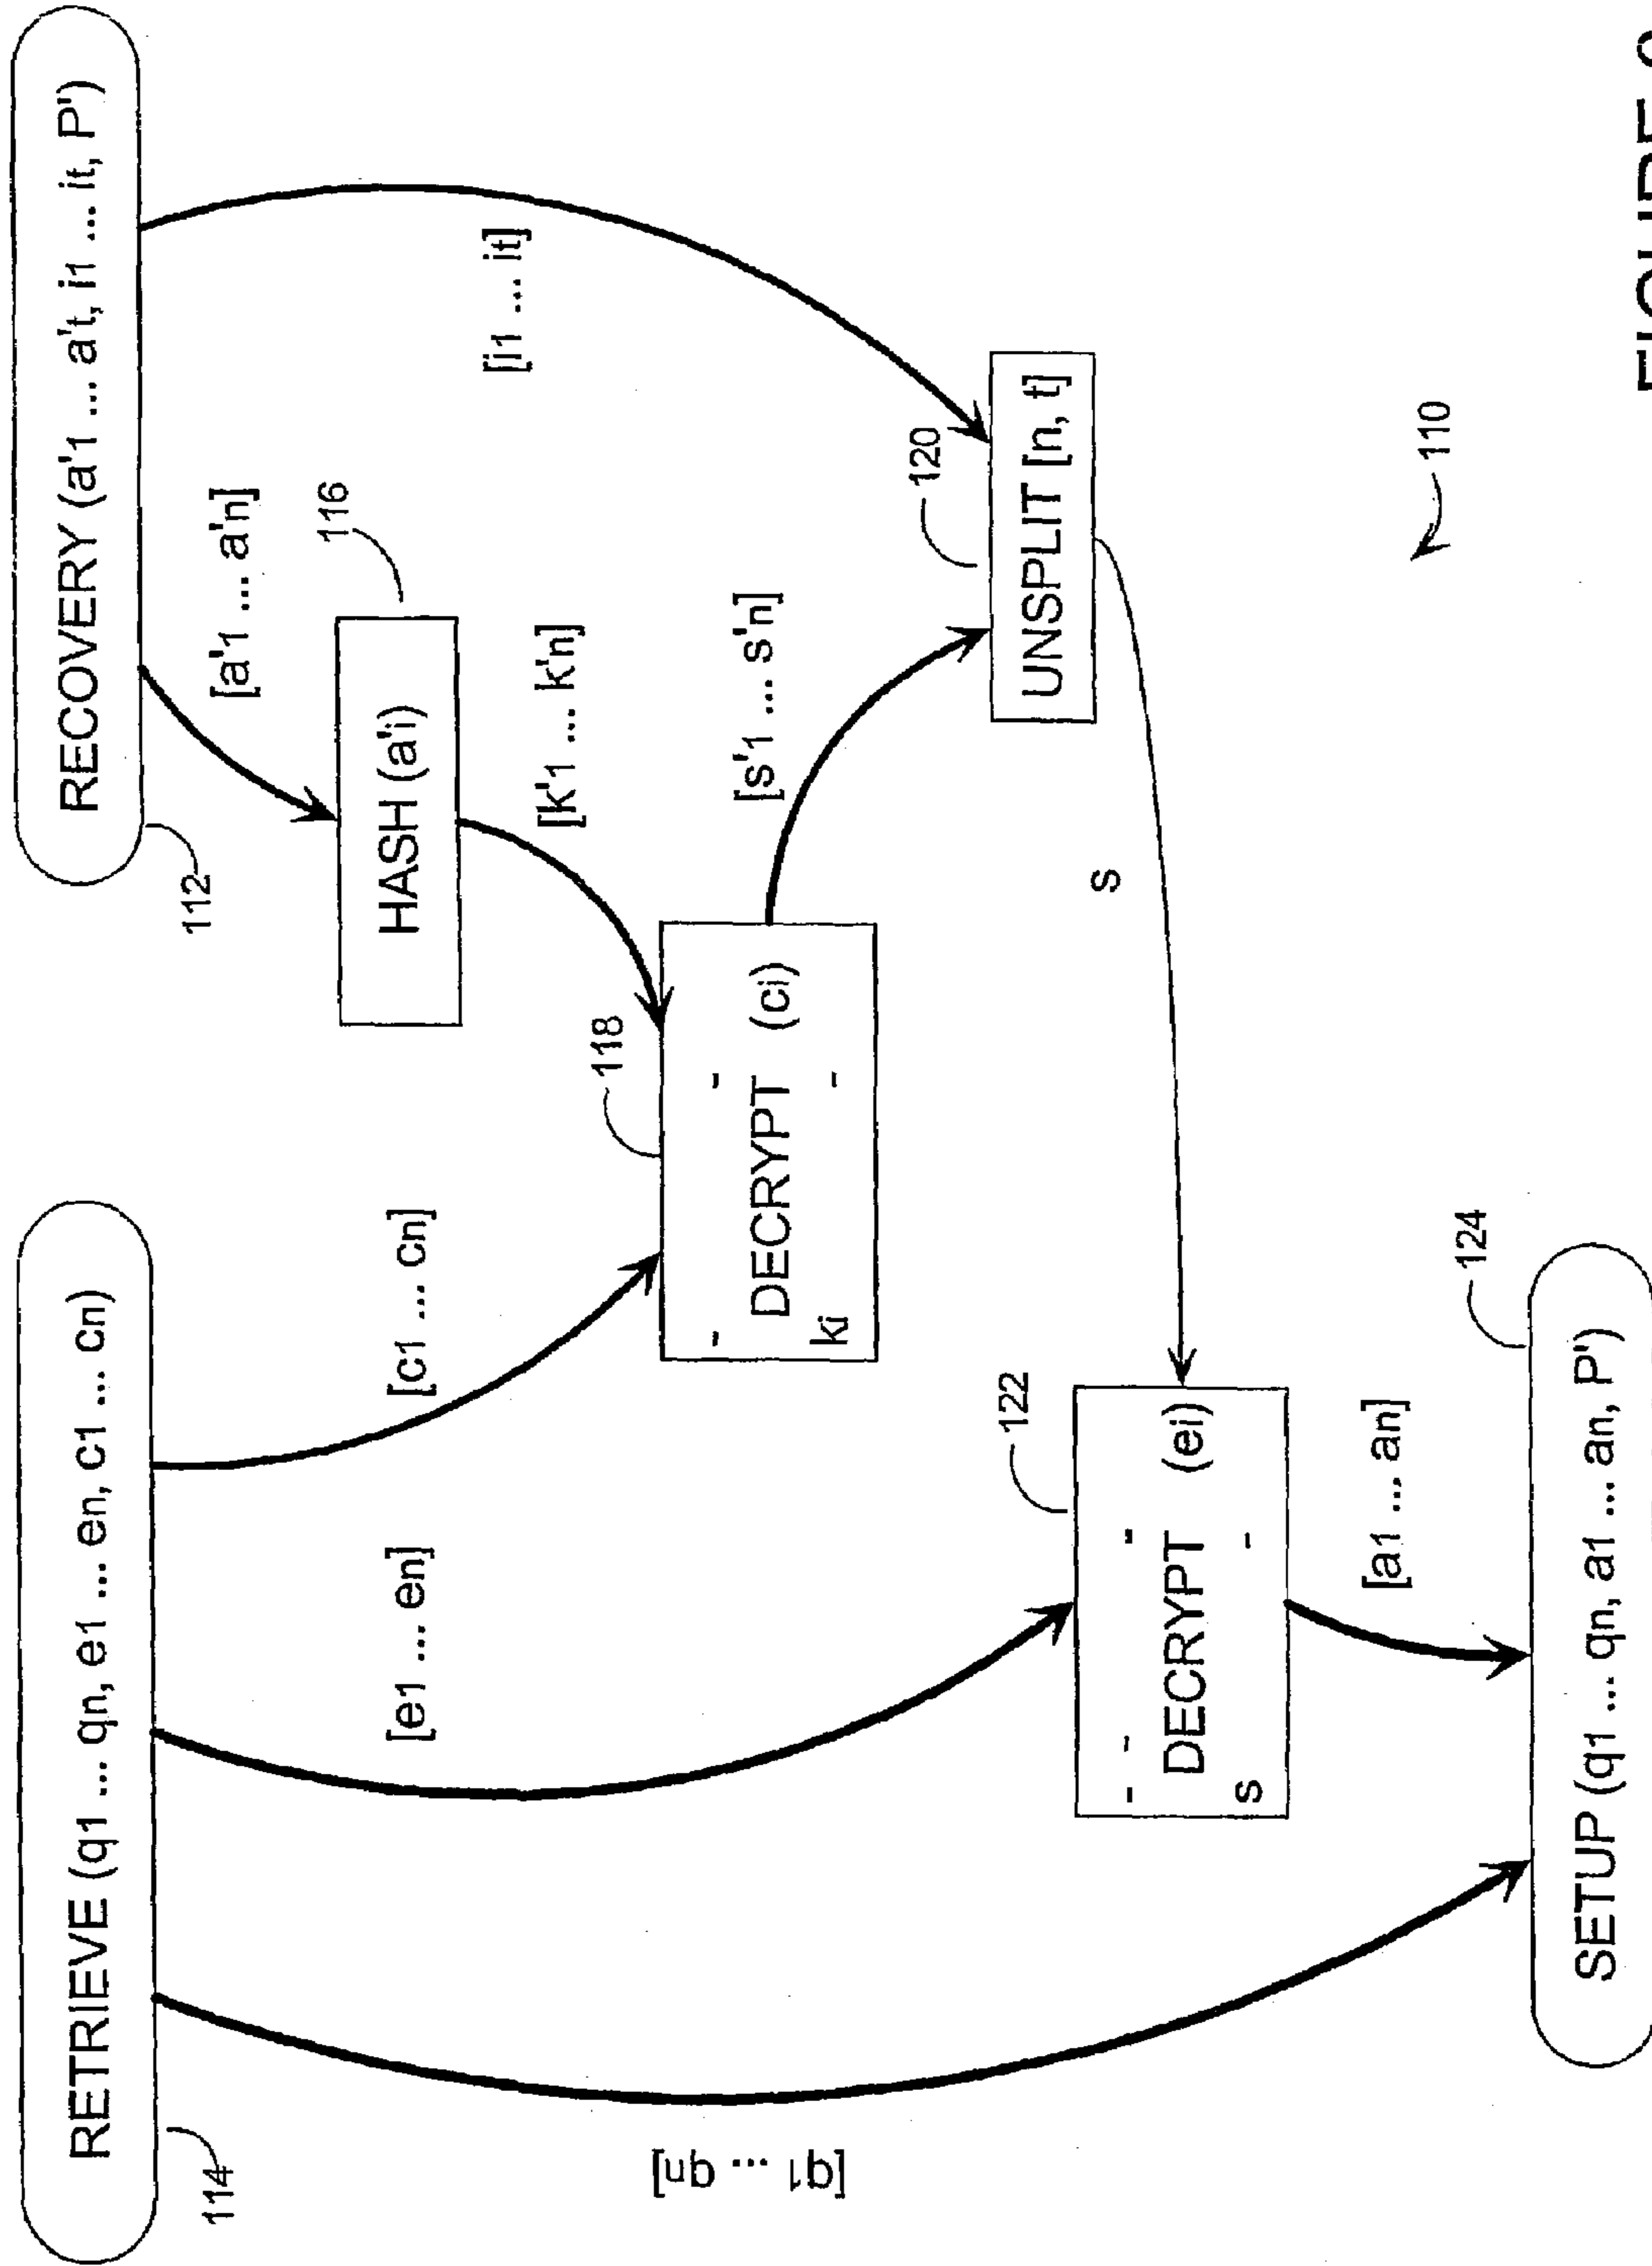 RETRIEVE (q1 ... qn, e1 ... en, c1 ... cn)
RECOVERY (a'1 ... a't, i1 ... it, P')
114
112
[a'1 ... a'n]
116
HASH (a'i)
[k'1 ... k'n]
[i1 ... it]
[e1 ... en]
[c1 ... cn]
118
DECRYPT (ci)
ki
[s'1 ... s'n]
120
UNSPLIT [n, t]
[q1 ... qn]
s
122
DECRYPT (ei)
s
[a1 ... an]
124
SETUP (q1 ... qn, a1 ... an, P')
110